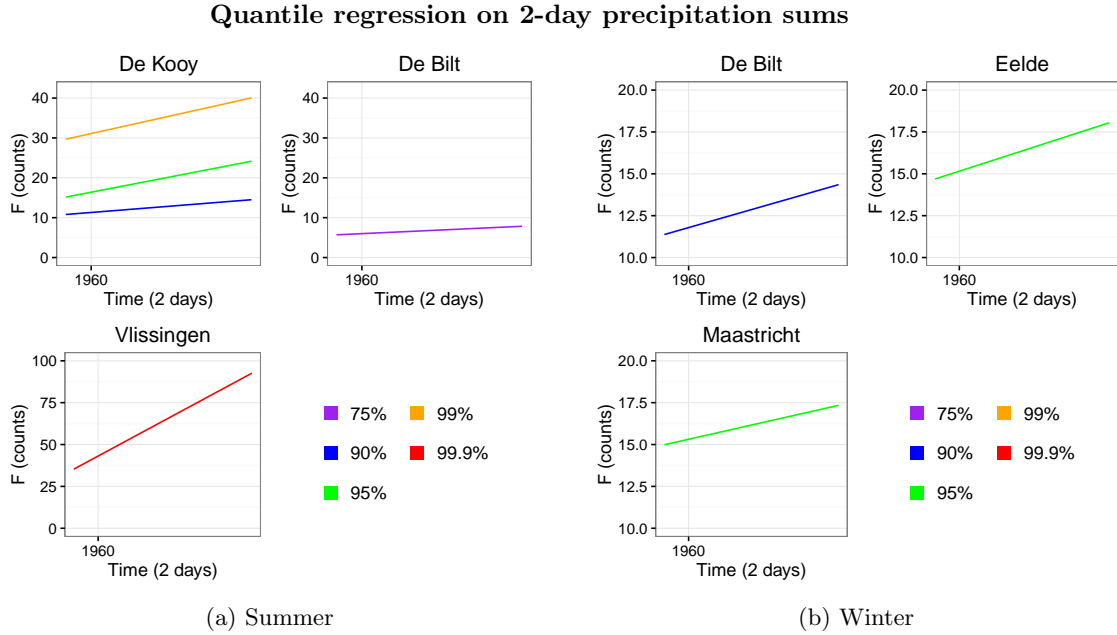 Quantile regression on 2-day precipitation sums
De Kooy
F (counts)
40
30
20
10
0
1960
Time (2 days)
De Bilt
F (counts)
40
30
20
10
0
1960
Time (2 days)
Vlissingen
F (counts)
100
75
50
25
0
1960
Time (2 days)
75%
99%
90%
99.9%
95%
(a) Summer
De Bilt
F (counts)
20.0
17.5
15.0
12.5
10.0
1960
Time (2 days)
Eelde
F (counts)
20.0
17.5
15.0
12.5
10.0
1960
Time (2 days)
Maastricht
F (counts)
20.0
17.5
15.0
12.5
10.0
1960
Time (2 days)
75%
99%
90%
99.9%
95%
(b) Winter